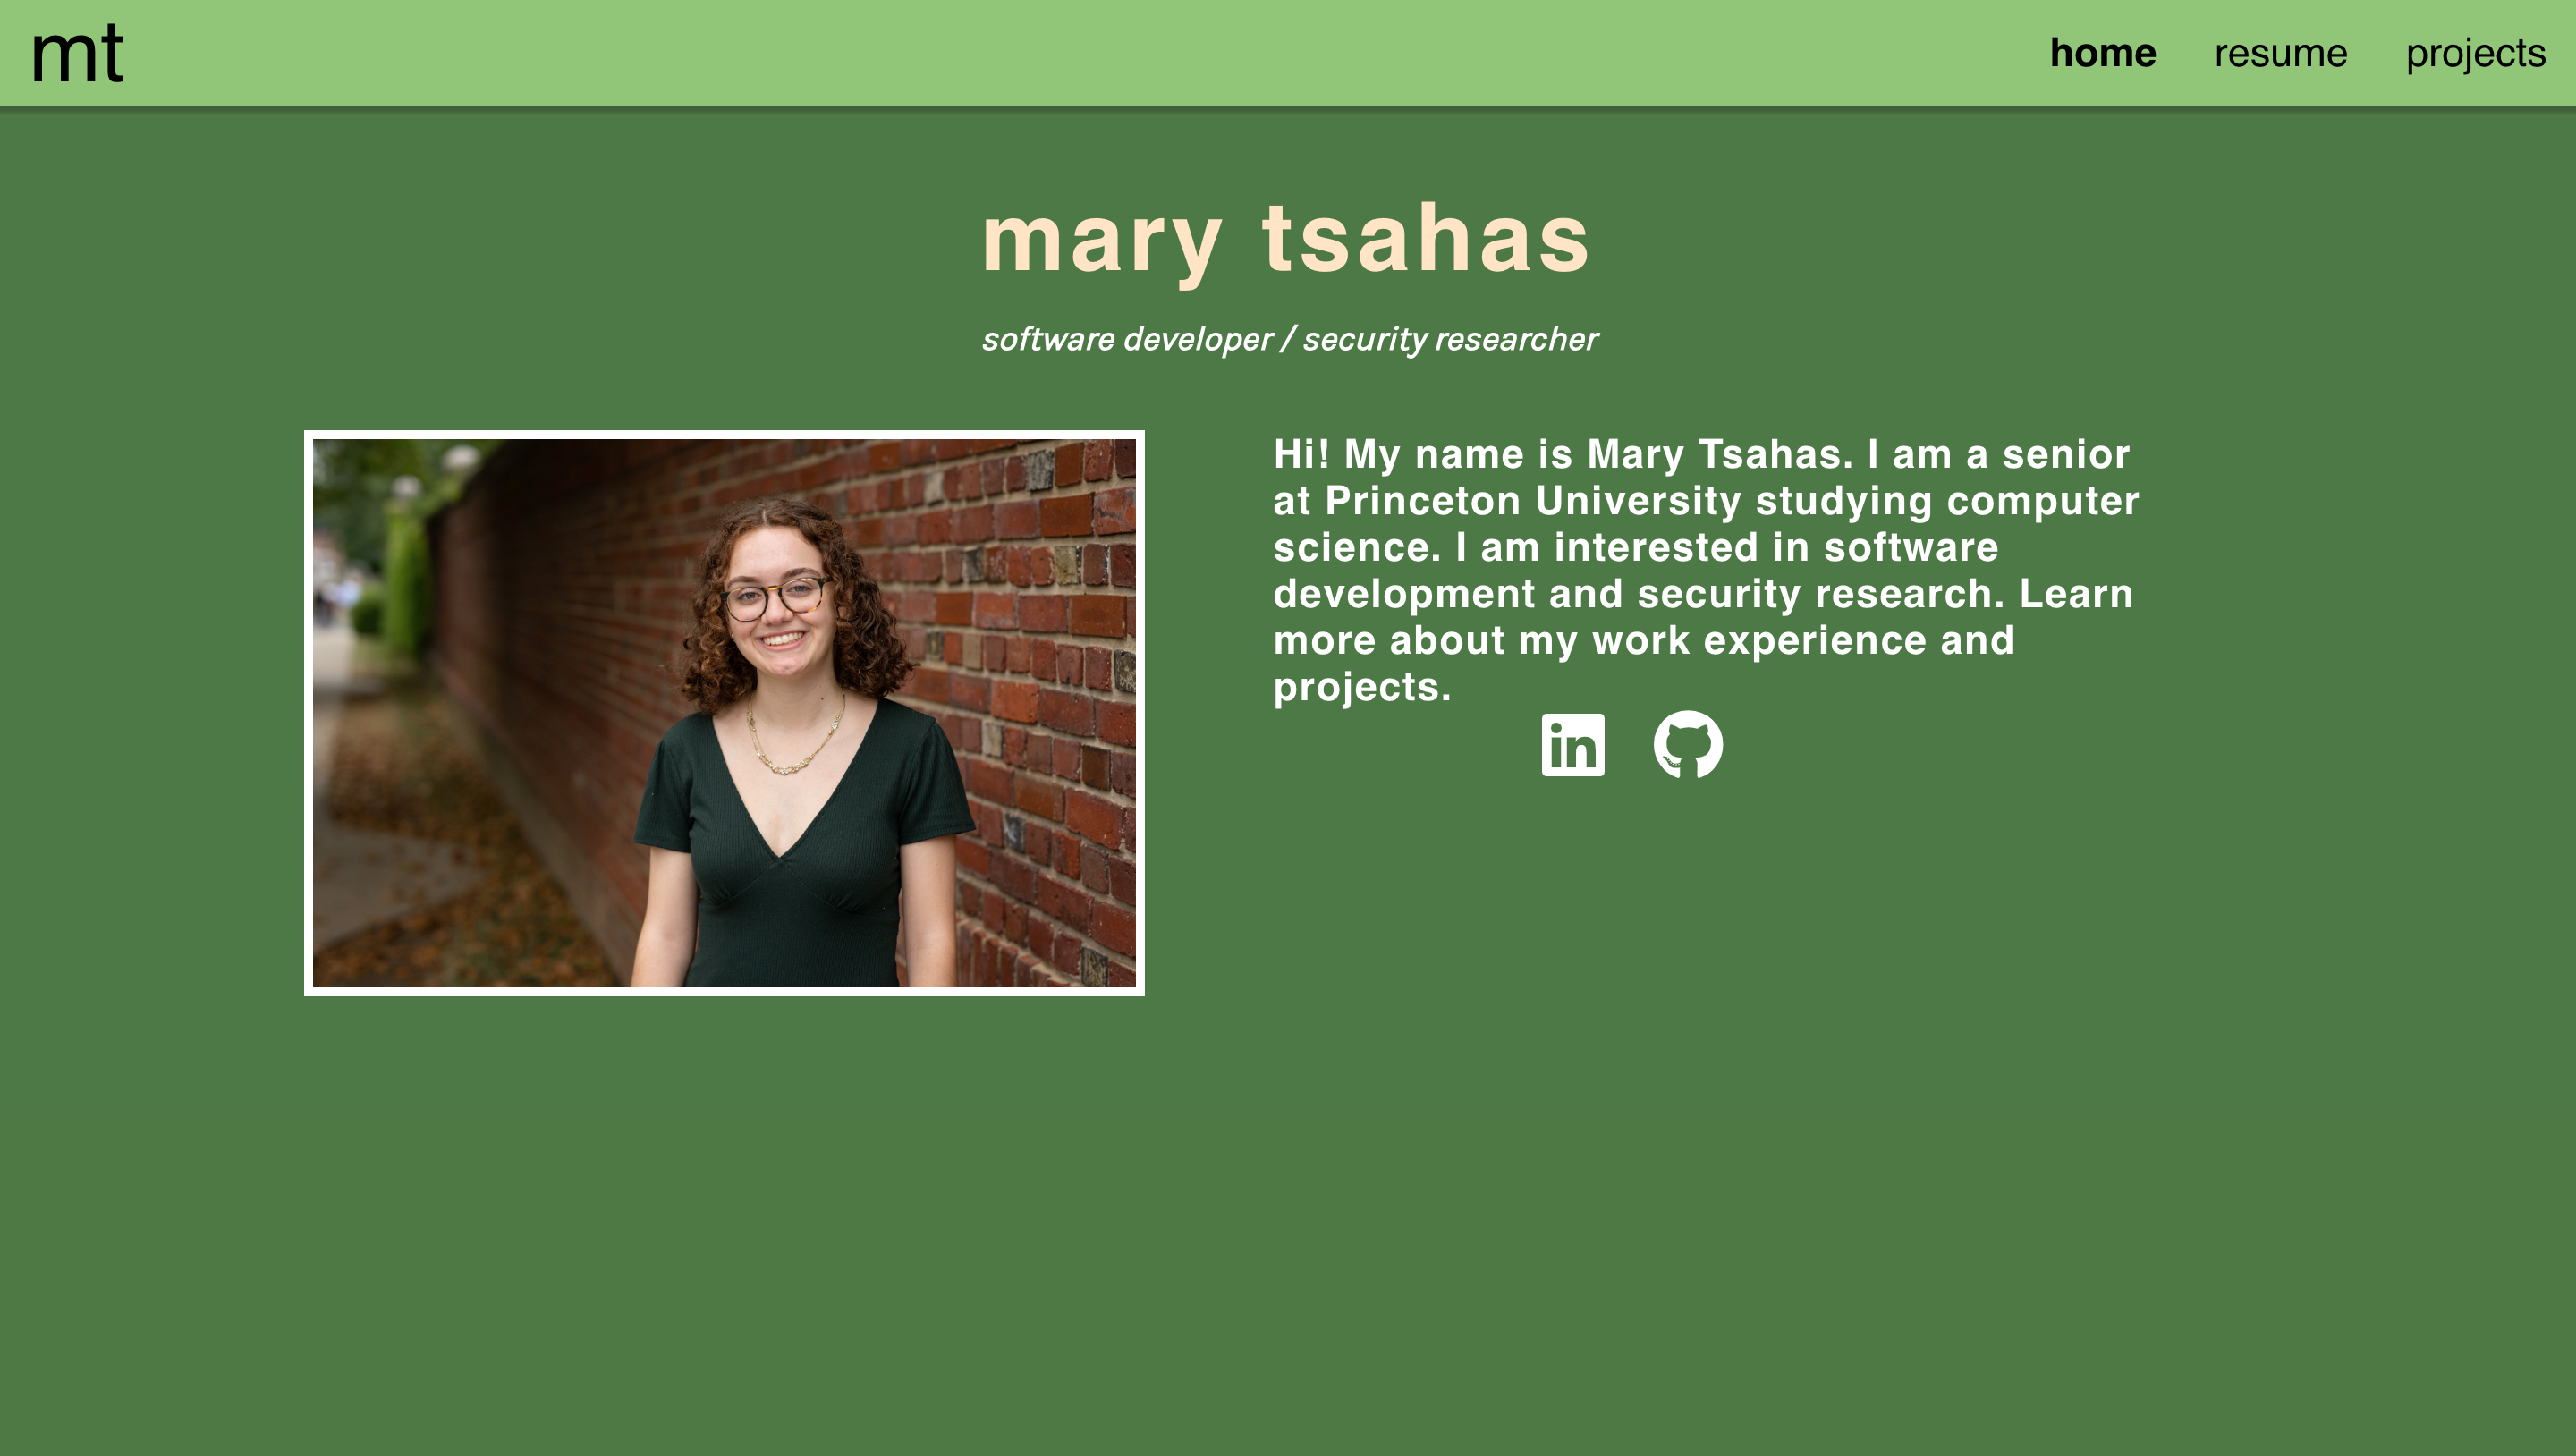 mt
home resume projects
mary tsahas
software developer / security researcher
Hi! My name is Mary Tsahas. I am a senior
at Princeton University studying computer
science. I am interested in software
development and security research. Learn
more about my work experience and
projects.
in